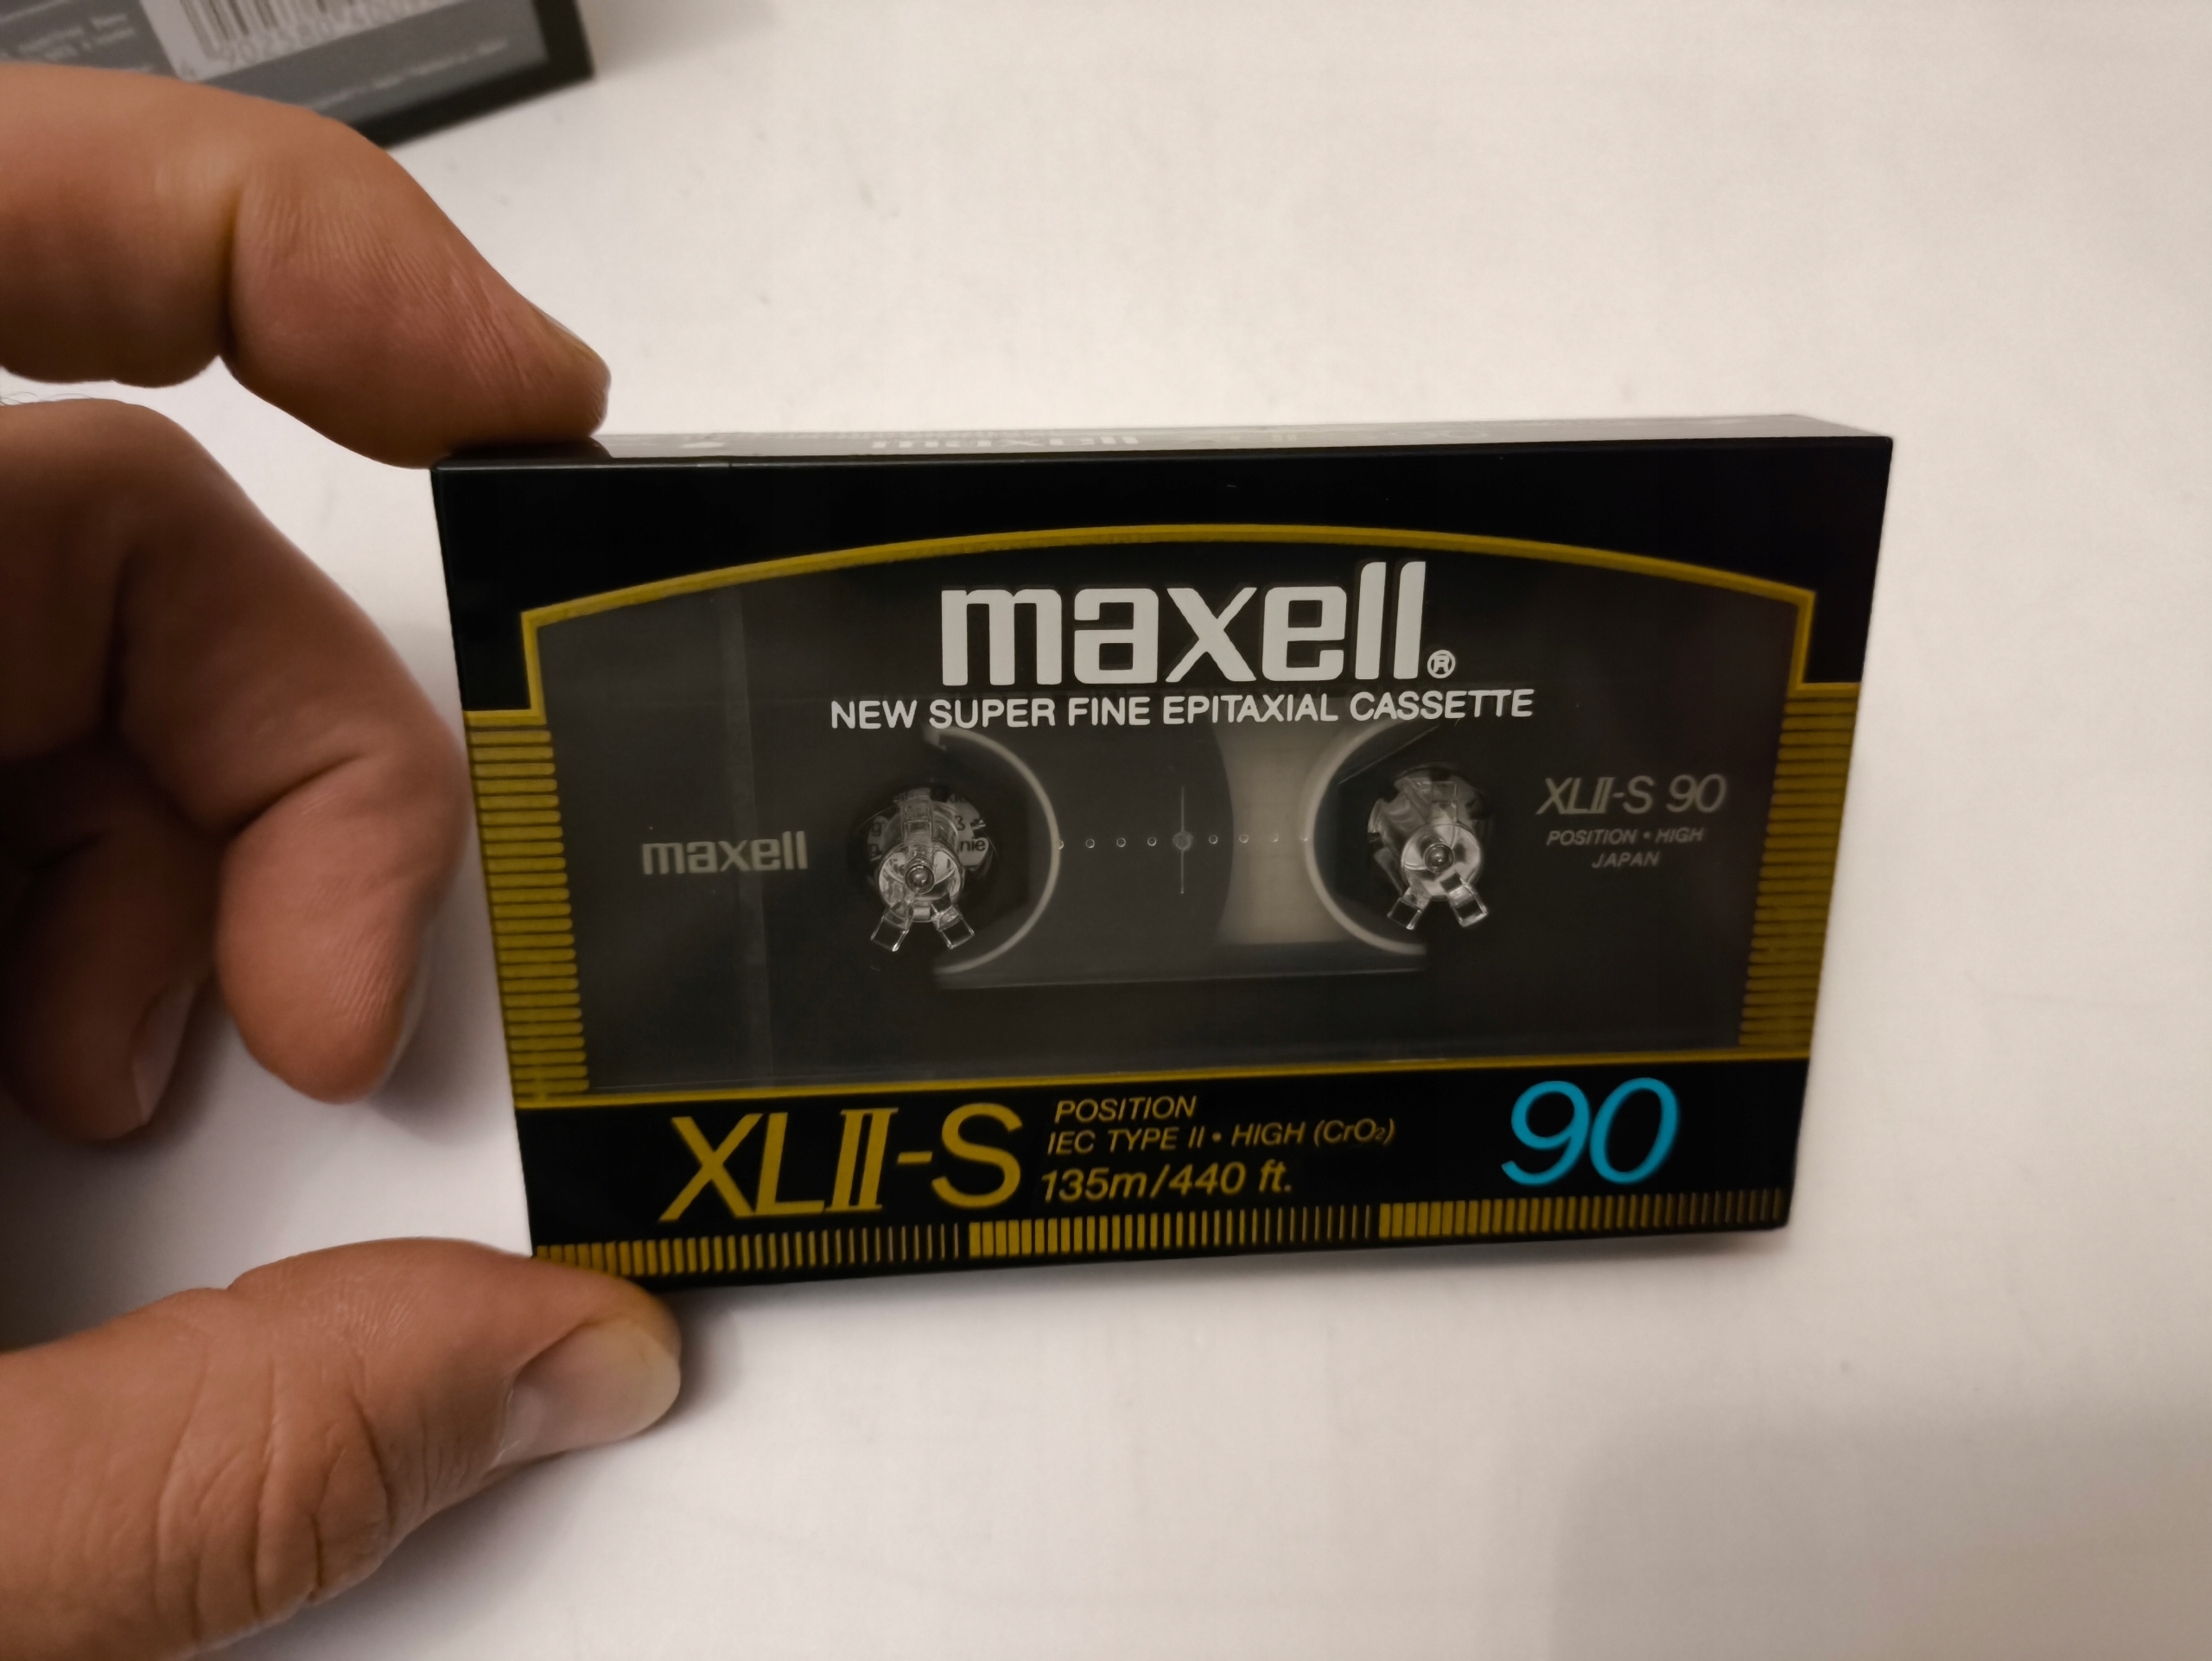 maxell®
NEW SUPER FINE EPITAXIAL CASSETTE
maxell
XLII-S 90
POSITION • HIGH
JAPAN
XLII-S
POSITION
IEC TYPE II • HIGH (CrO₂)
135m/440 ft.
90